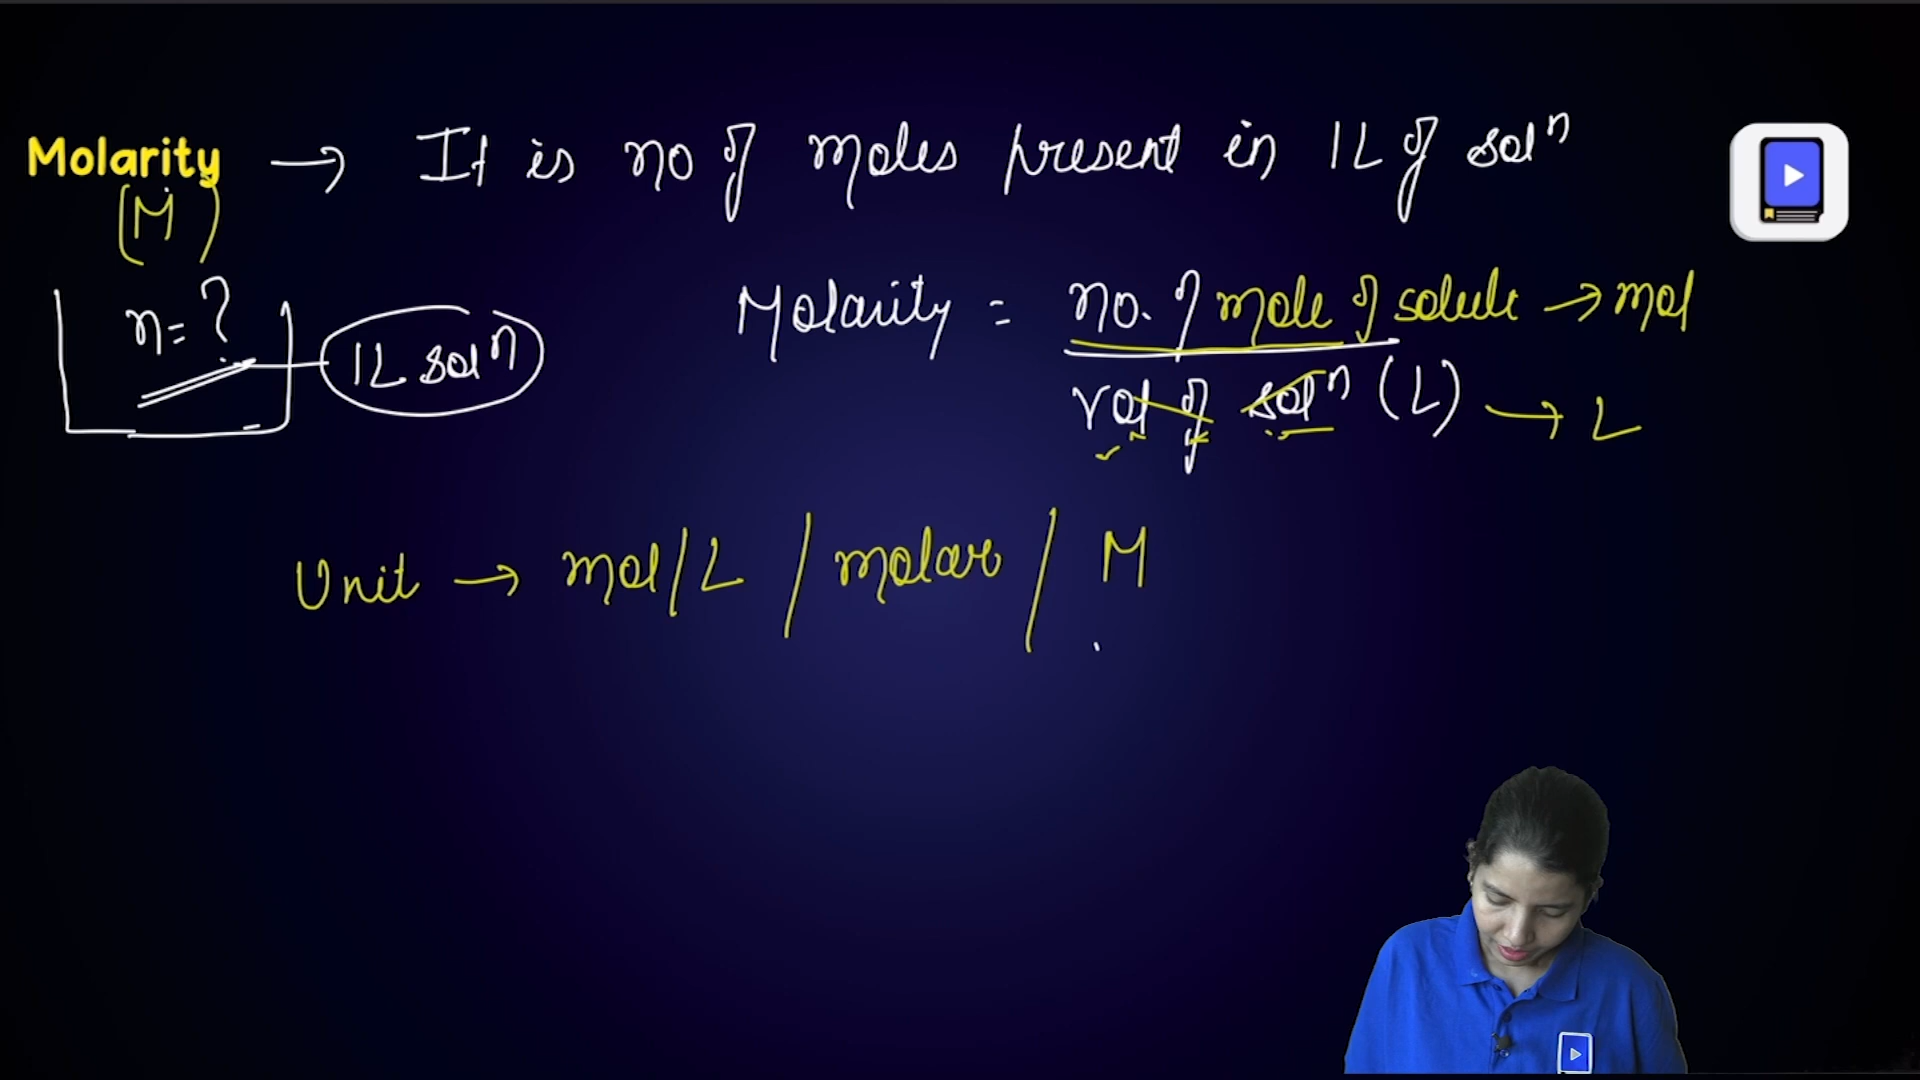 Molarity → It is no of moles present in 1L of solⁿ
(M)
n = ?
1L solⁿ
Molarity = no. of mole of solute → mol
vol of solⁿ (L) → L
Unit → mol/L / molar / M